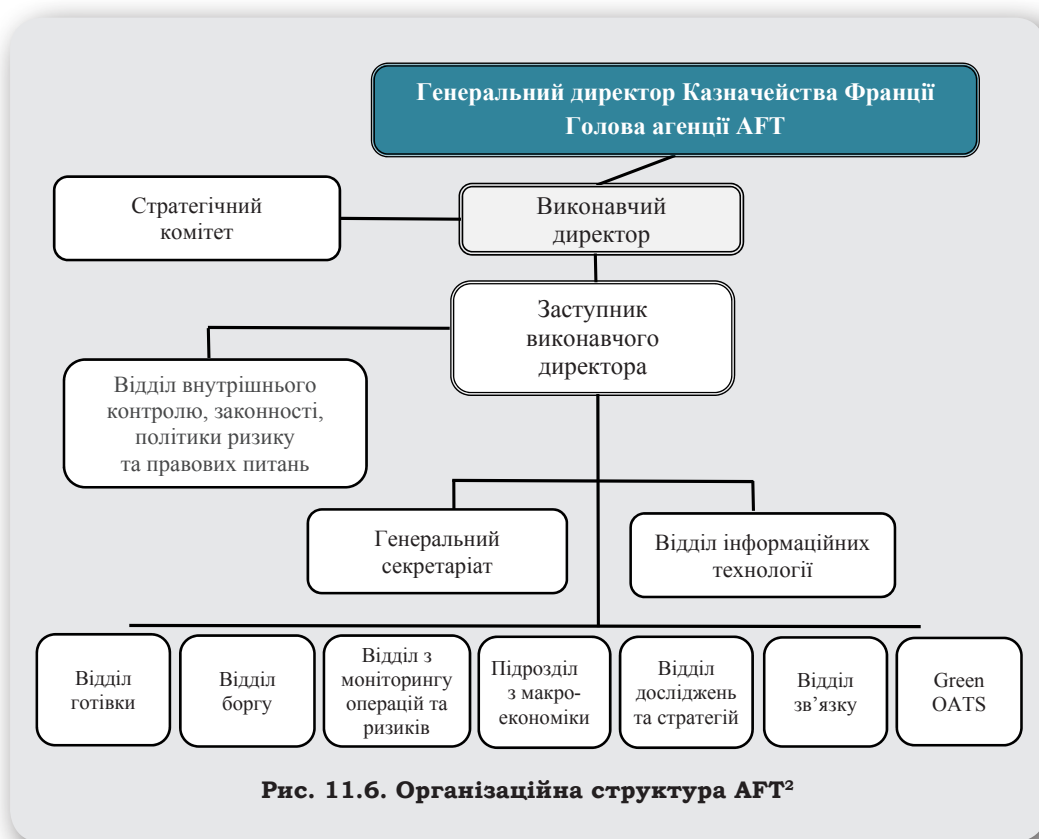 Генеральний директор Казначейства Франції
Голова агенції AFT
Стратегічний
комітет
Виконавчий
директор
Заступник
виконавчого
директора
Відділ внутрішнього
контролю, законності,
політики ризику
та правових питань
Генеральний
секретаріат
Відділ інформаційних
технології
Відділ
готівки
Відділ
боргу
Відділ з
моніторингу
операцій та
ризиків
Підрозділ
з макро-
економіки
Відділ
досліджень
та стратегій
Відділ
зв’язку
Green
OATS
Рис. 11.6. Організаційна структура AFT²